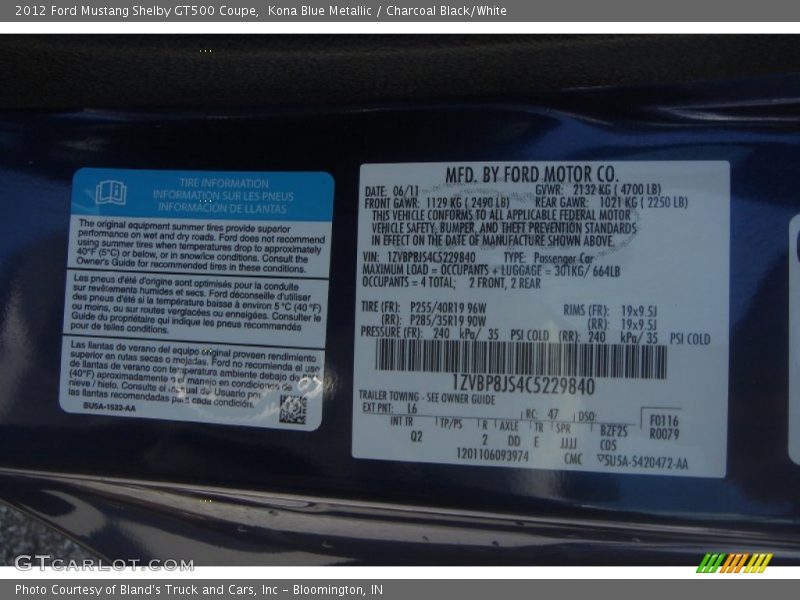 2012 Ford Mustang Shelby GT500 Coupe,  Kona Blue Metallic / Charcoal Black/White
TIRE INFORMATION
INFORMATION SUR LES PNEUS
INFORMACIÓN DE LLANTAS
The original equipment summer tires provide superior
performance on wet and dry roads. Ford does not recommend
using summer tires when temperatures drop to approximately
40°F (5°C) or below, or in snow/ice conditions. Consult the
Owner's Guide for recommended tires in these conditions.
Les pneus d'été d'origine sont optimisés pour la conduite
sur revêtements humides et secs. Ford déconseille d'utiliser
des pneus d'été si la température baisse à environ 5 °C (40 °F)
ou moins, ou sur routes verglacées ou enneigées. Consulter le
Guide du propriétaire qui indique les pneus recommandés
pour de telles conditions.
Las llantas de verano del equipo original proveen rendimiento
superior en rutas secas o mojadas. Ford no recomienda el uso
de llantas de verano con temperatura ambiente debajo de
(40°F) aproximadamente o manejo en condiciones de
nieve / hielo. Consulte el Manual del Usuario por
las llantas recomendadas para cada condición.
BU5A-1532-AA
MFD. BY FORD MOTOR CO.
DATE: 06/11 GVWR: 2132 KG ( 4700 LB)
FRONT GAWR: 1129 KG ( 2490 LB) REAR GAWR: 1021 KG ( 2250 LB)
THIS VEHICLE CONFORMS TO ALL APPLICABLE FEDERAL MOTOR
VEHICLE SAFETY, BUMPER, AND THEFT PREVENTION STANDARDS
IN EFFECT ON THE DATE OF MANUFACTURE SHOWN ABOVE.
VIN: 1ZVBP8JS4C5229840 TYPE: Passenger Car
MAXIMUM LOAD = OCCUPANTS + LUGGAGE = 301KG/ 664LB
OCCUPANTS = 4 TOTAL; 2 FRONT, 2 REAR
TIRE (FR): P255/40R19 96W RIMS (FR): 19x9.5J
(RR): P285/35R19 90W (RR): 19x9.5J
PRESSURE (FR): 240 kPa/ 35 PSI COLD (RR): 240 kPa/ 35 PSI COLD
1ZVBP8JS4C5229840
TRAILER TOWING - SEE OWNER GUIDE
EXT PNT: L6 RC: 47 DSO: F0116
INT TR TP/PS R AXLE TR SPR BZF2S R0079
Q2 2 DD E JJJJ C0S
1201106093974 CMC ▽5U5A-5420472-AA
GTCarLot.com
Photo Courtesy of Bland's Truck and Cars, Inc - Bloomington, IN